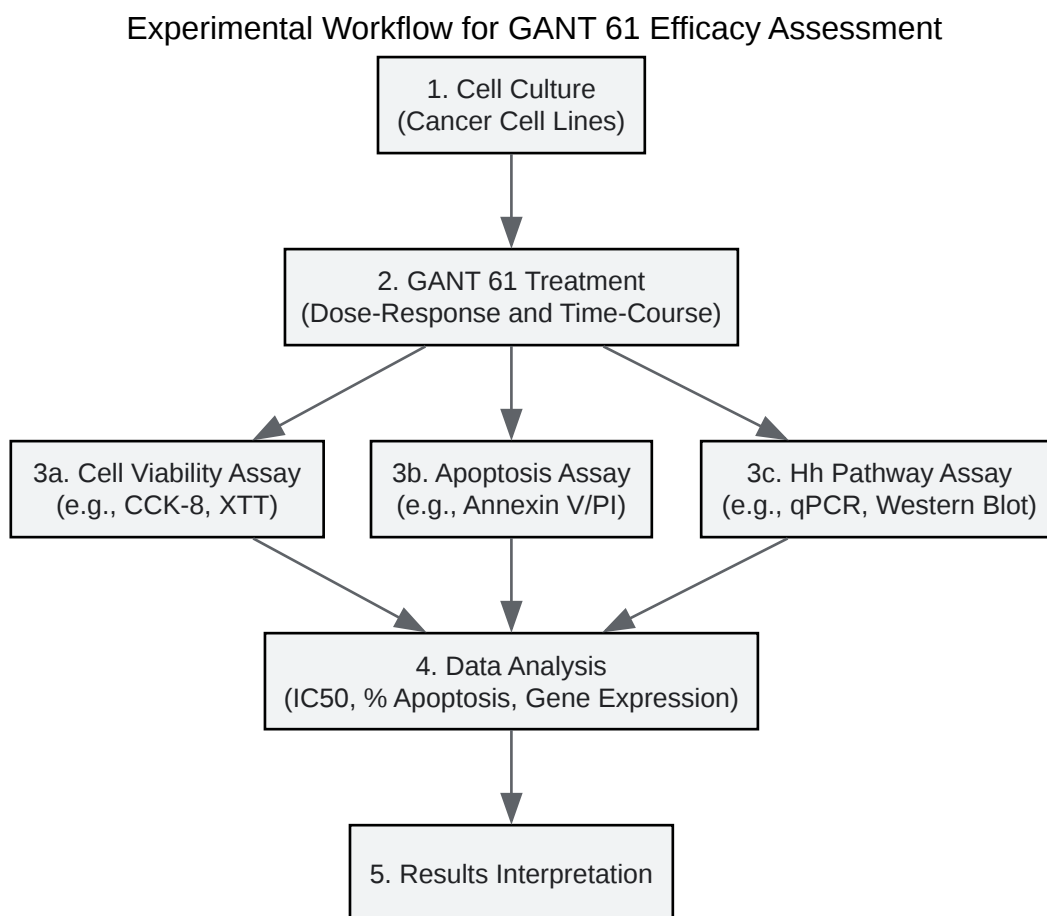 Experimental Workflow for GANT 61 Efficacy Assessment
1. Cell Culture
(Cancer Cell Lines)
2. GANT 61 Treatment
(Dose-Response and Time-Course)
3a. Cell Viability Assay
(e.g., CCK-8, XTT)
3b. Apoptosis Assay
(e.g., Annexin V/PI)
3c. Hh Pathway Assay
(e.g., qPCR, Western Blot)
4. Data Analysis
(IC50, % Apoptosis, Gene Expression)
5. Results Interpretation